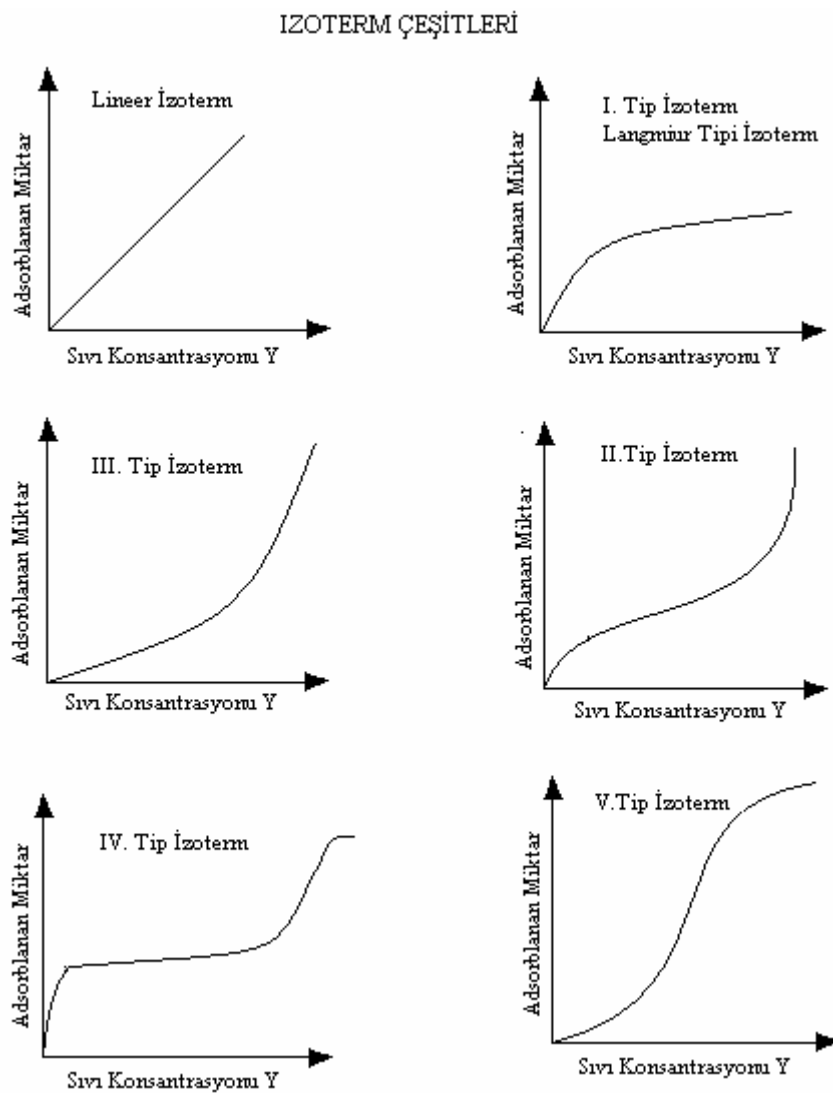 IZOTERM ÇEŞİTLERİ
Lineer İzoterm
Adsorblanan Miktar
Sıvı Konsantrasyonu Y
I. Tip İzoterm
Langmiur Tipi İzoterm
Adsorblanan Miktar
Sıvı Konsantrasyonu Y
III. Tip İzoterm
Adsorblanan Miktar
Sıvı Konsantrasyonu Y
II.Tip İzoterm
Adsorblanan Miktar
Sıvı Konsantrasyonu Y
IV. Tip İzoterm
Adsorblanan Miktar
Sıvı Konsantrasyonu Y
V.Tip İzoterm
Adsorblanan Miktar
Sıvı Konsantrasyonu Y